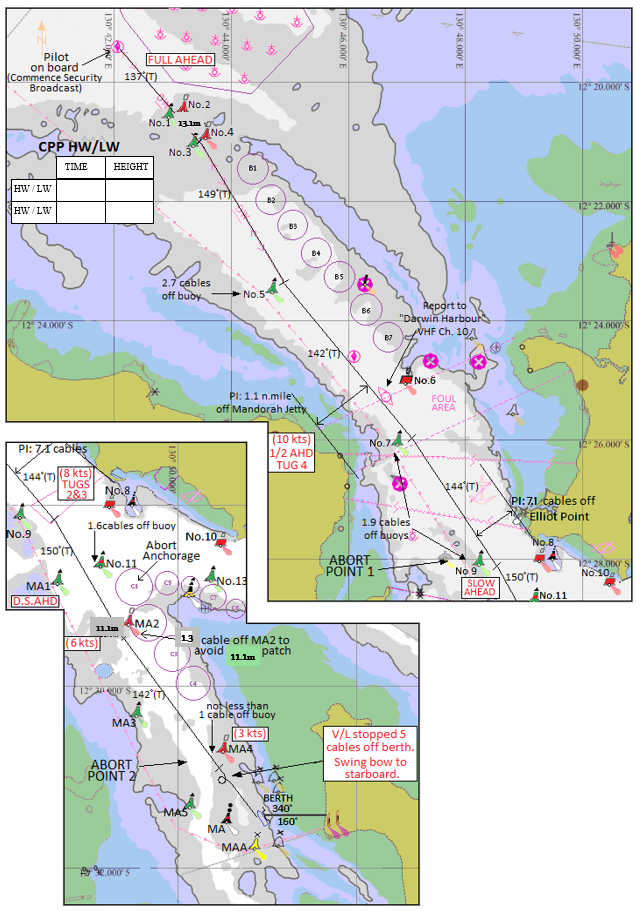 130° 42.000' E
130° 44.000' E
130° 46.000' E
130° 48.000' E
N
Pilot
on board
(Commence Security
Broadcast)
137°(T)
FULL AHEAD
12° 20.000' S
No.2
No.1
13.1m
No.4
No.3
CPP HW/LW
TIME HEIGHT
HW / LW
HW / LW
B1
149°(T)
B2
12° 22.000' S
B3
B4
2.7 cables
off buoy
No.5
B5
B6
Report to
"Darwin Harbour"
VHF Ch. 10
12° 24.000' S
B7
142°(T)
No.6
PI: 1.1 n.mile
off Mandorah Jetty
FOUL
AREA
(10 kts)
1/2 AHD
TUG 4
No.7
12° 26.000' S
144°(T)
PI:7.1 cables off
Elliot Point
1.9 cables
off buoys
ABORT
POINT 1
No.9
SLOW
AHEAD
150°(T)
No.8
No.10
No.11
12° 28.000' S
PI: 7.1 cables
144°(T)
(8 kts)
TUGS
2&3
130° 50.000' E
No.8
No.9
1.6cables off buoy
No.10
150°(T)
Abort
Anchorage
No.11
MA1
D.S.AHD
C1
C5
C7
C8
No.13
11.1m
MA2
1.3 cable off MA2 to
avoid 11.1m patch
(6 kts)
C3
C4
12° 30.000' S
142°(T)
not less than
1 cable off buoy
MA3
(3 kts)
MA4
V/L stopped 5
cables off berth.
Swing bow to
starboard.
ABORT
POINT 2
BERTH
340°
160°
MA5
MA
MAA
12° 32.000' S